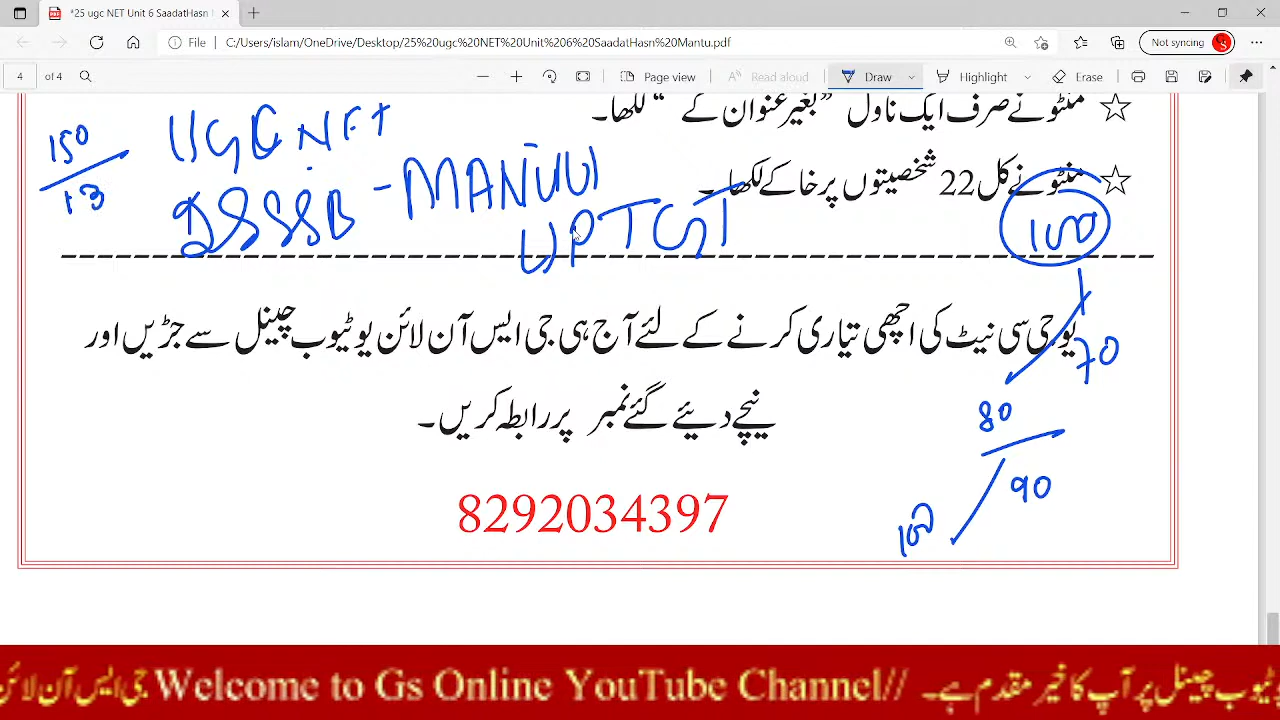 *25 ugc NET Unit 6 SaadatHasn
File
C:/Users/islam/OneDrive/Desktop/25%20ugc%20NET%20Unit%206%20SaadatHasn%20Mantu.pdf
Not syncing
4 of 4
Page view
Read aloud
Draw
Highlight
Erase
منٹو نے صرف ایک ناول ”بغیر عنوان کے“ لکھا۔
منٹو نے کل 22 شخصیتوں پر خاکے لکھا۔
150
13
UGC NET
DSSSB - MANUU
UPTGT
100
یو جی سی نیٹ کی اچھی تیاری کرنے کے لئے آج ہی جی ایس آن لائن یوٹیوب چینل سے جڑیں اور
نیچے دیئے گئے نمبر پر رابطہ کریں۔
70
80
90
100
8292034397
جی ایس آن لائن Welcome to Gs Online YouTube Channel// یوٹیوب چینل پر آپ کا خیر مقدم ہے۔